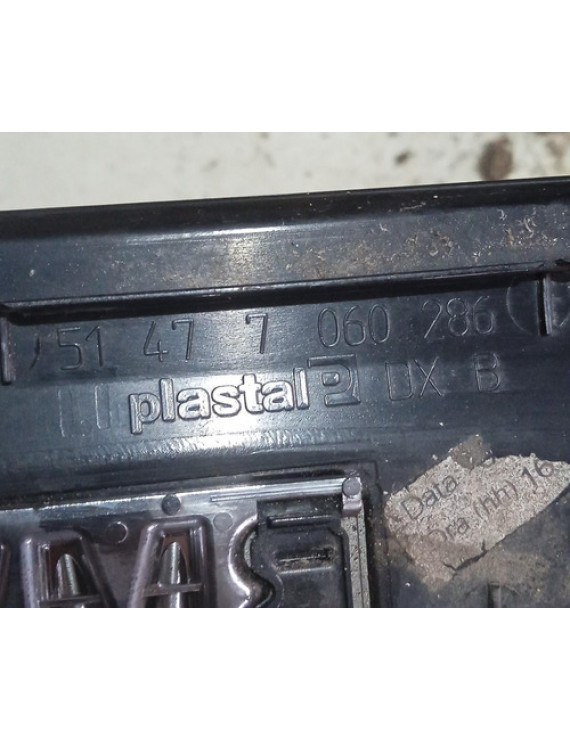 51 47 7 060 286
plastal P UX B
Data
Ora (hh) 16